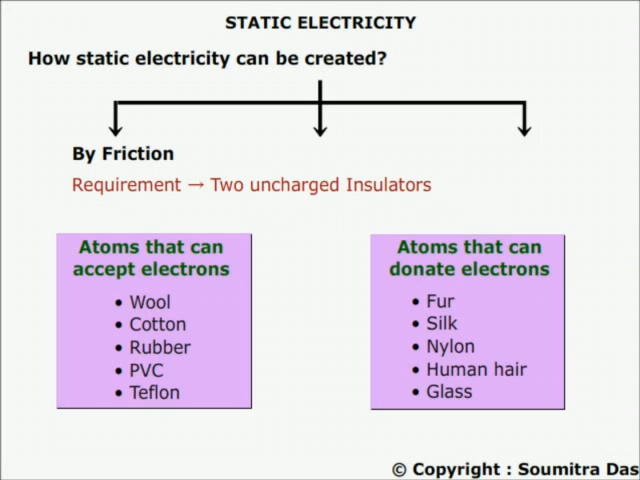 STATIC ELECTRICITY
How static electricity can be created?
By Friction
Requirement → Two uncharged Insulators
Atoms that can
accept electrons
• Wool
• Cotton
• Rubber
• PVC
• Teflon
Atoms that can
donate electrons
• Fur
• Silk
• Nylon
• Human hair
• Glass
© Copyright : Soumitra Das